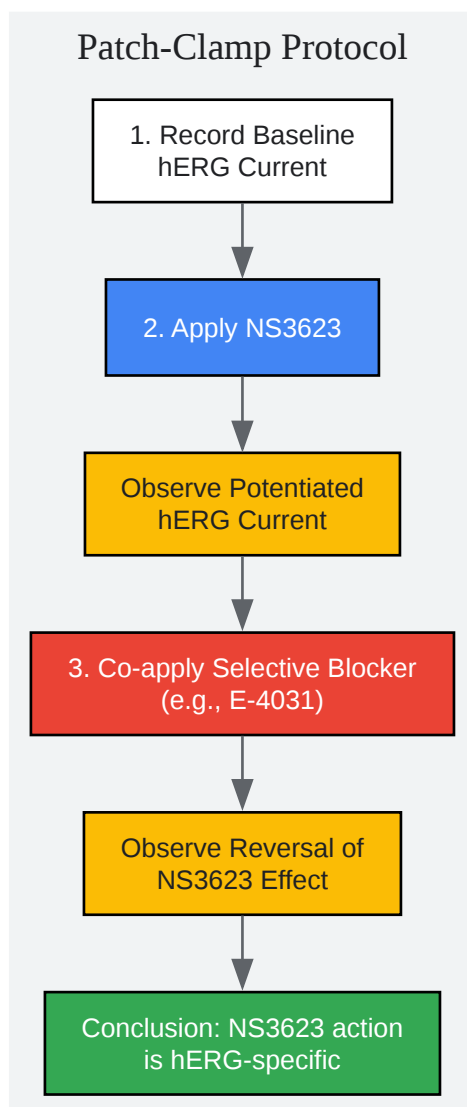 Patch-Clamp Protocol
1. Record Baseline
hERG Current
2. Apply NS3623
Observe Potentiated
hERG Current
3. Co-apply Selective Blocker
(e.g., E-4031)
Observe Reversal of
NS3623 Effect
Conclusion: NS3623 action
is hERG-specific